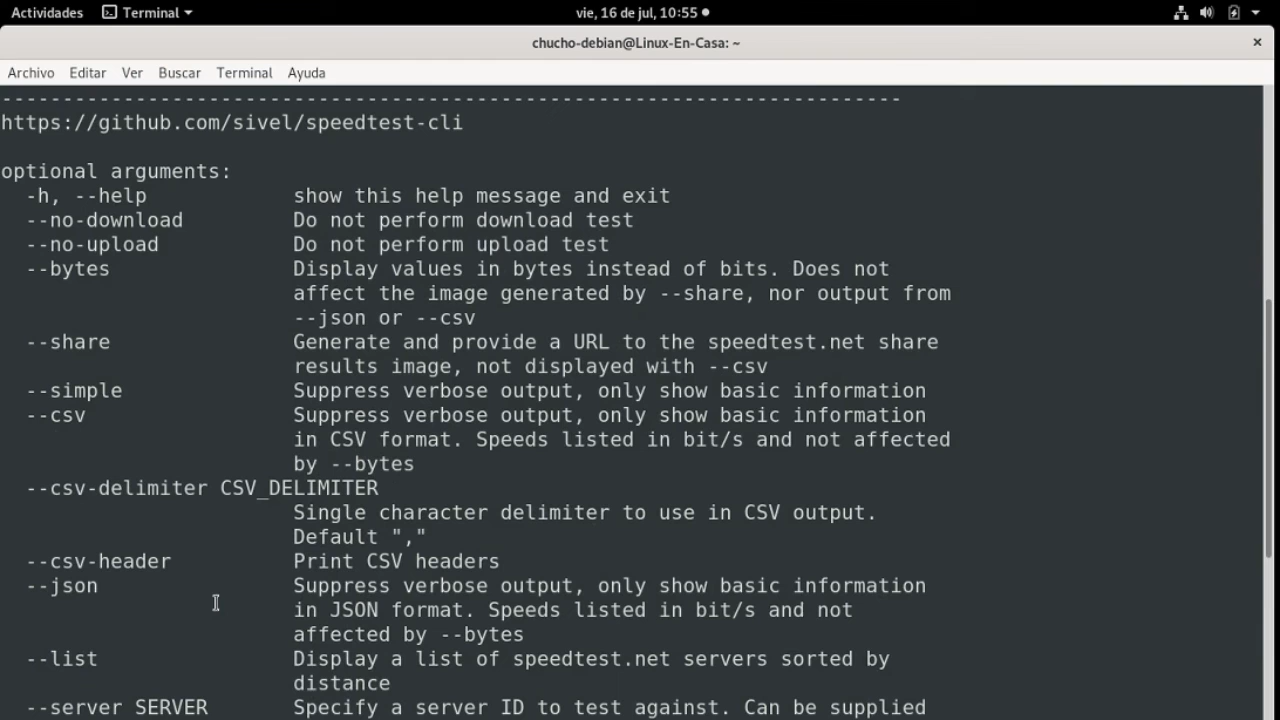 Actividades Terminal vie, 16 de jul, 10:55
chucho-debian@Linux-En-Casa: ~ ×
Archivo Editar Ver Buscar Terminal Ayuda
--------------------------------------------------------------------------
https://github.com/sivel/speedtest-cli
optional arguments:
-h, --help show this help message and exit
--no-download Do not perform download test
--no-upload Do not perform upload test
--bytes Display values in bytes instead of bits. Does not
affect the image generated by --share, nor output from
--json or --csv
--share Generate and provide a URL to the speedtest.net share
results image, not displayed with --csv
--simple Suppress verbose output, only show basic information
--csv Suppress verbose output, only show basic information
in CSV format. Speeds listed in bit/s and not affected
by --bytes
--csv-delimiter CSV_DELIMITER
Single character delimiter to use in CSV output.
Default ","
--csv-header Print CSV headers
--json Suppress verbose output, only show basic information
in JSON format. Speeds listed in bit/s and not
affected by --bytes
--list Display a list of speedtest.net servers sorted by
distance
--server SERVER Specify a server ID to test against. Can be supplied